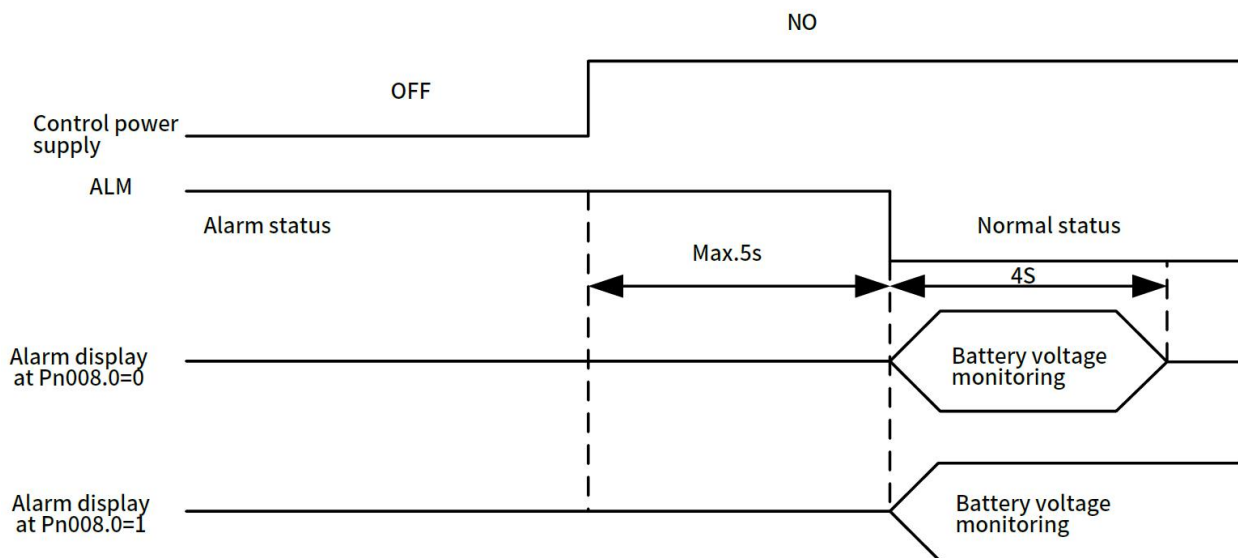 NO
OFF
Control power
supply
ALM
Alarm status
Normal status
Max.5s
4S
Alarm display
at Pn008.0=0
Battery voltage
monitoring
Alarm display
at Pn008.0=1
Battery voltage
monitoring